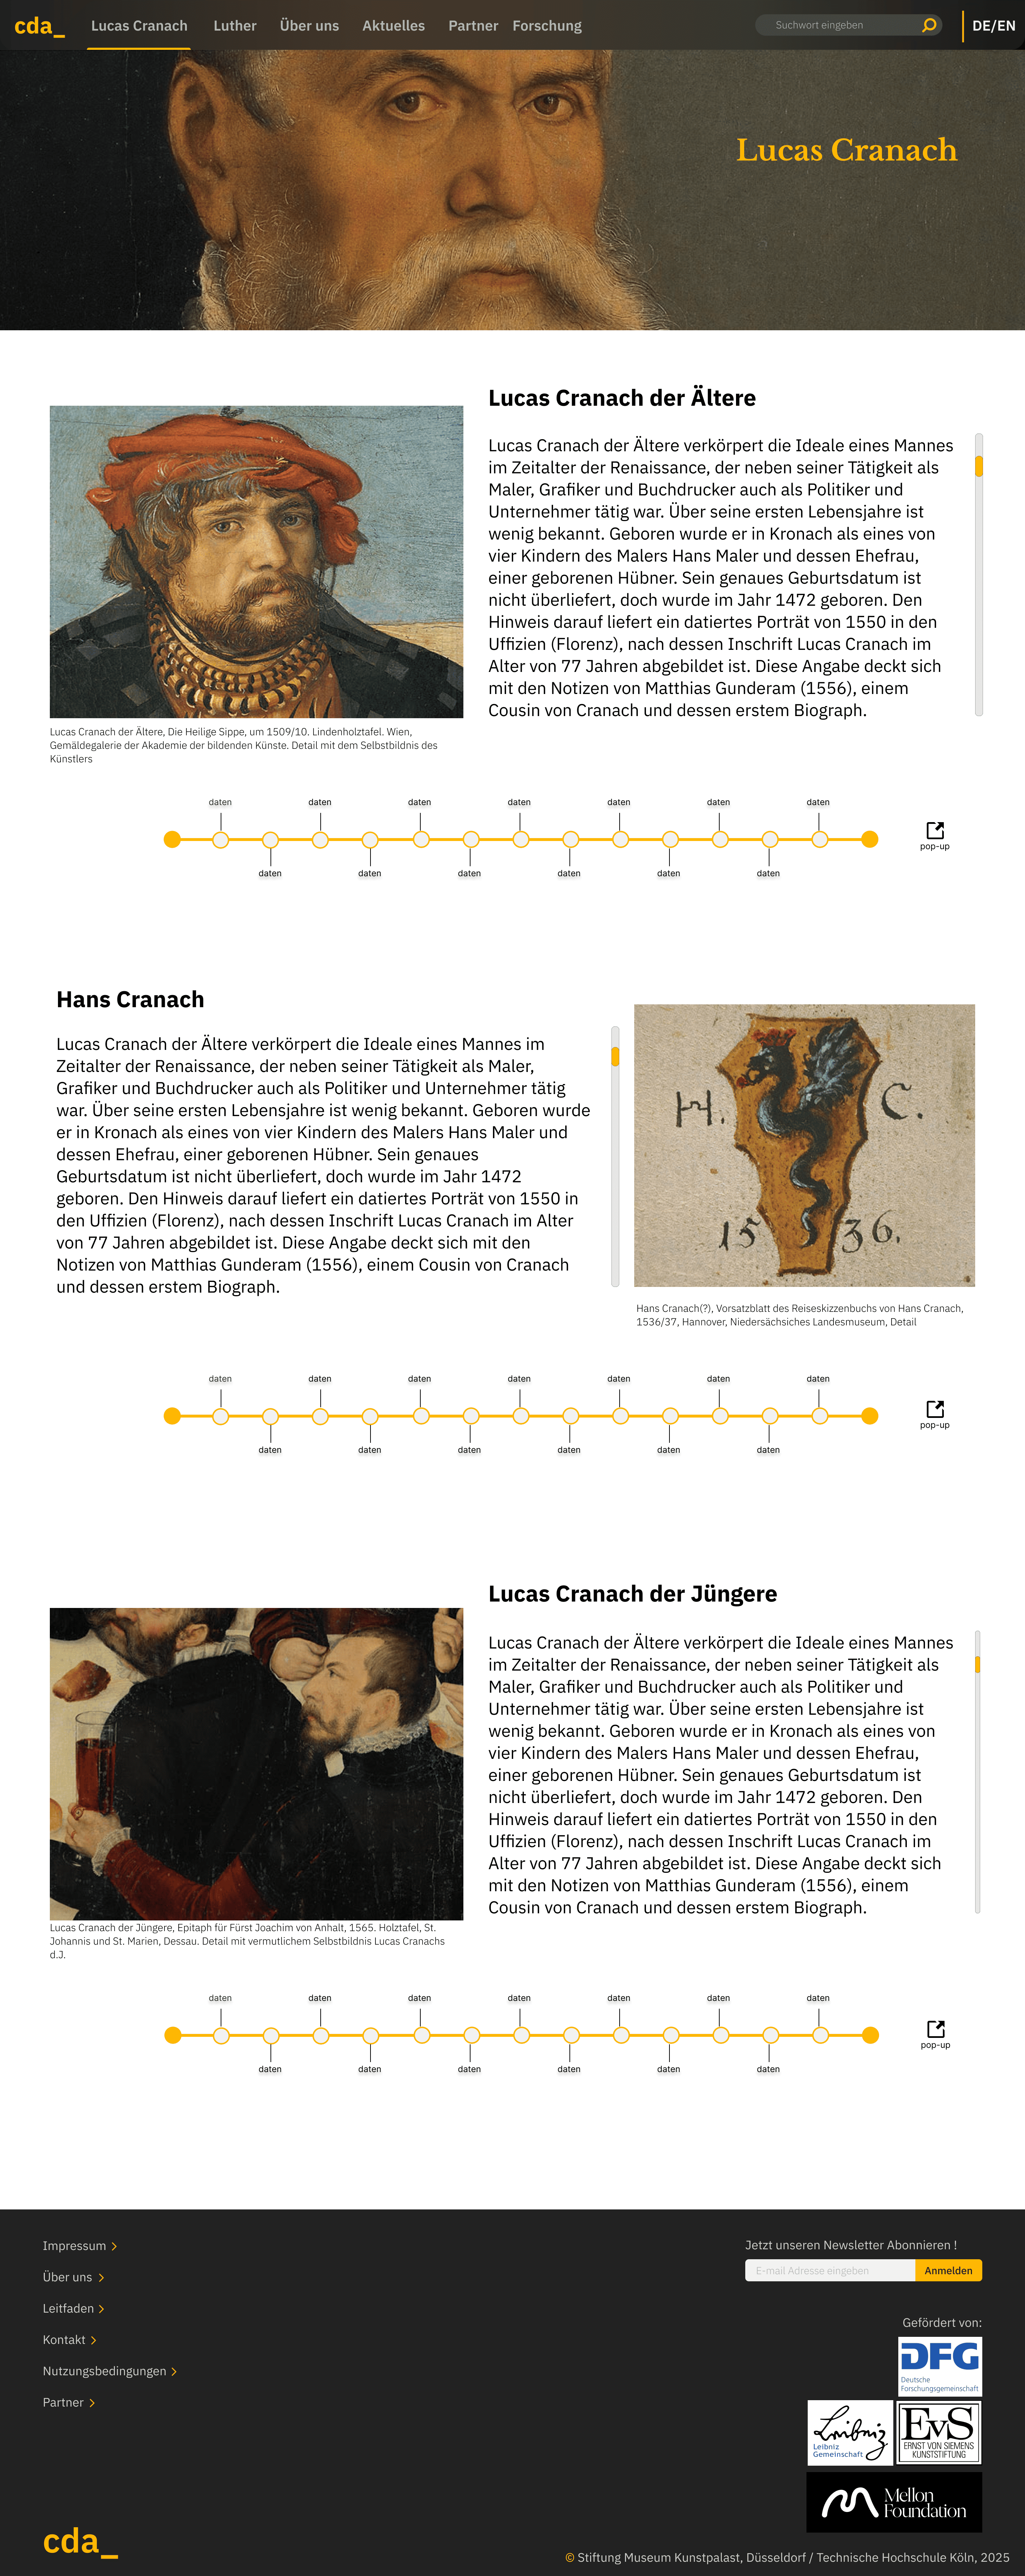 cda_
Lucas Cranach
Luther
Über uns
Aktuelles
Partner
Forschung
Suchwort eingeben
DE/EN
Lucas Cranach
Lucas Cranach der Ältere
Lucas Cranach der Ältere verkörpert die Ideale eines Mannes
im Zeitalter der Renaissance, der neben seiner Tätigkeit als
Maler, Grafiker und Buchdrucker auch als Politiker und
Unternehmer tätig war. Über seine ersten Lebensjahre ist
wenig bekannt. Geboren wurde er in Kronach als eines von
vier Kindern des Malers Hans Maler und dessen Ehefrau,
einer geborenen Hübner. Sein genaues Geburtsdatum ist
nicht überliefert, doch wurde im Jahr 1472 geboren. Den
Hinweis darauf liefert ein datiertes Porträt von 1550 in den
Uffizien (Florenz), nach dessen Inschrift Lucas Cranach im
Alter von 77 Jahren abgebildet ist. Diese Angabe deckt sich
mit den Notizen von Matthias Gunderam (1556), einem
Cousin von Cranach und dessen erstem Biograph.
Lucas Cranach der Ältere, Die Heilige Sippe, um 1509/10. Lindenholztafel. Wien,
Gemäldegalerie der Akademie der bildenden Künste. Detail mit dem Selbstbildnis des
Künstlers
daten daten daten daten daten daten daten
pop-up
daten daten daten daten daten daten
Hans Cranach
Lucas Cranach der Ältere verkörpert die Ideale eines Mannes im
Zeitalter der Renaissance, der neben seiner Tätigkeit als Maler,
Grafiker und Buchdrucker auch als Politiker und Unternehmer tätig
war. Über seine ersten Lebensjahre ist wenig bekannt. Geboren wurde
er in Kronach als eines von vier Kindern des Malers Hans Maler und
dessen Ehefrau, einer geborenen Hübner. Sein genaues
Geburtsdatum ist nicht überliefert, doch wurde im Jahr 1472
geboren. Den Hinweis darauf liefert ein datiertes Porträt von 1550 in
den Uffizien (Florenz), nach dessen Inschrift Lucas Cranach im Alter
von 77 Jahren abgebildet ist. Diese Angabe deckt sich mit den
Notizen von Matthias Gunderam (1556), einem Cousin von Cranach
und dessen erstem Biograph.
H. C.
15 36.
Hans Cranach(?), Vorsatzblatt des Reiseskizzenbuchs von Hans Cranach,
1536/37, Hannover, Niedersächsiches Landesmuseum, Detail
daten daten daten daten daten daten daten
pop-up
daten daten daten daten daten daten
Lucas Cranach der Jüngere
Lucas Cranach der Ältere verkörpert die Ideale eines Mannes
im Zeitalter der Renaissance, der neben seiner Tätigkeit als
Maler, Grafiker und Buchdrucker auch als Politiker und
Unternehmer tätig war. Über seine ersten Lebensjahre ist
wenig bekannt. Geboren wurde er in Kronach als eines von
vier Kindern des Malers Hans Maler und dessen Ehefrau,
einer geborenen Hübner. Sein genaues Geburtsdatum ist
nicht überliefert, doch wurde im Jahr 1472 geboren. Den
Hinweis darauf liefert ein datiertes Porträt von 1550 in den
Uffizien (Florenz), nach dessen Inschrift Lucas Cranach im
Alter von 77 Jahren abgebildet ist. Diese Angabe deckt sich
mit den Notizen von Matthias Gunderam (1556), einem
Cousin von Cranach und dessen erstem Biograph.
Lucas Cranach der Jüngere, Epitaph für Fürst Joachim von Anhalt, 1565. Holztafel, St.
Johannis und St. Marien, Dessau. Detail mit vermutlichem Selbstbildnis Lucas Cranachs
d.J.
daten daten daten daten daten daten daten
pop-up
daten daten daten daten daten daten
Impressum >
Über uns >
Leitfaden >
Kontakt >
Nutzungsbedingungen >
Partner >
Jetzt unseren Newsletter Abonnieren !
E-mail Adresse eingeben
Anmelden
Gefördert von:
DFG
Deutsche
Forschungsgemeinschaft
Leibniz
Leibniz
Gemeinschaft
EvS
ERNST VON SIEMENS
KUNSTSTIFTUNG
Mellon
Foundation
cda_
© Stiftung Museum Kunstpalast, Düsseldorf / Technische Hochschule Köln, 2025